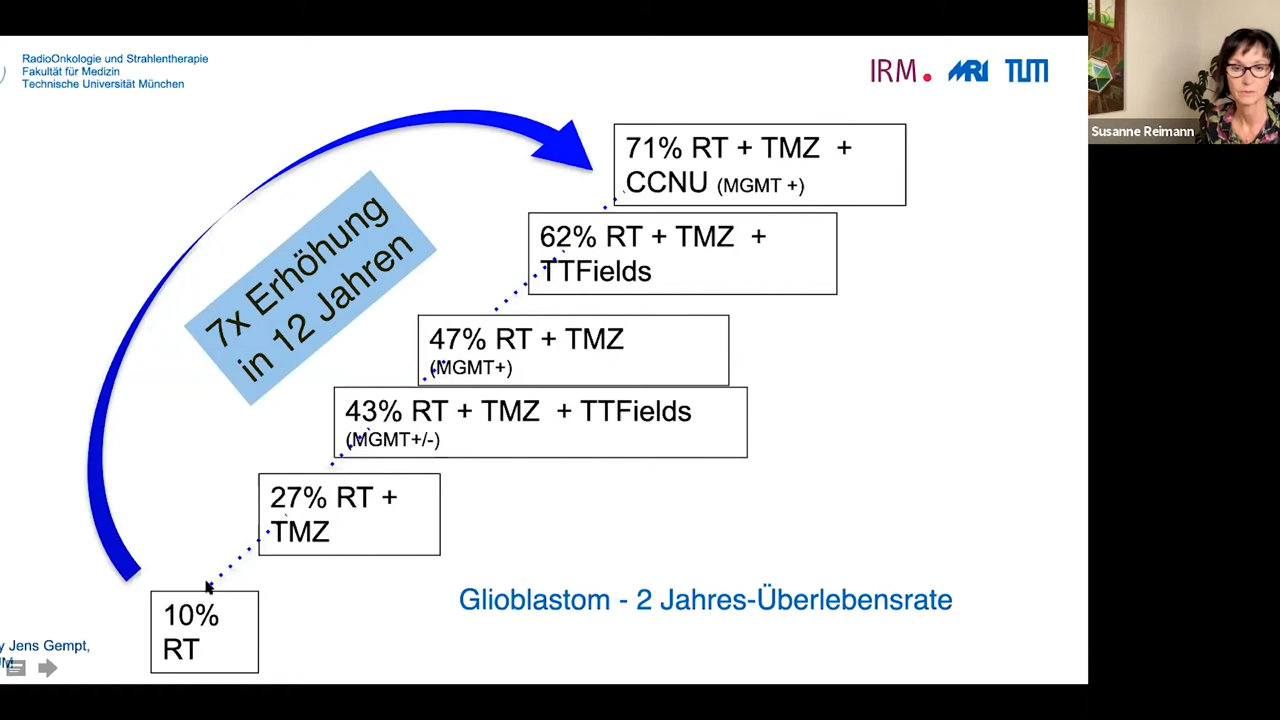 RadioOnkologie und Strahlentherapie
Fakultät für Medizin
Technische Universität München
IRM. MRI TUM
Susanne Reimann
71% RT + TMZ +
CCNU (MGMT +)
62% RT + TMZ +
TTFields
7x Erhöhung
in 12 Jahren
47% RT + TMZ
(MGMT+)
43% RT + TMZ + TTFields
(MGMT+/-)
27% RT +
TMZ
Glioblastom - 2 Jahres-Überlebensrate
10%
RT
y Jens Gempt,